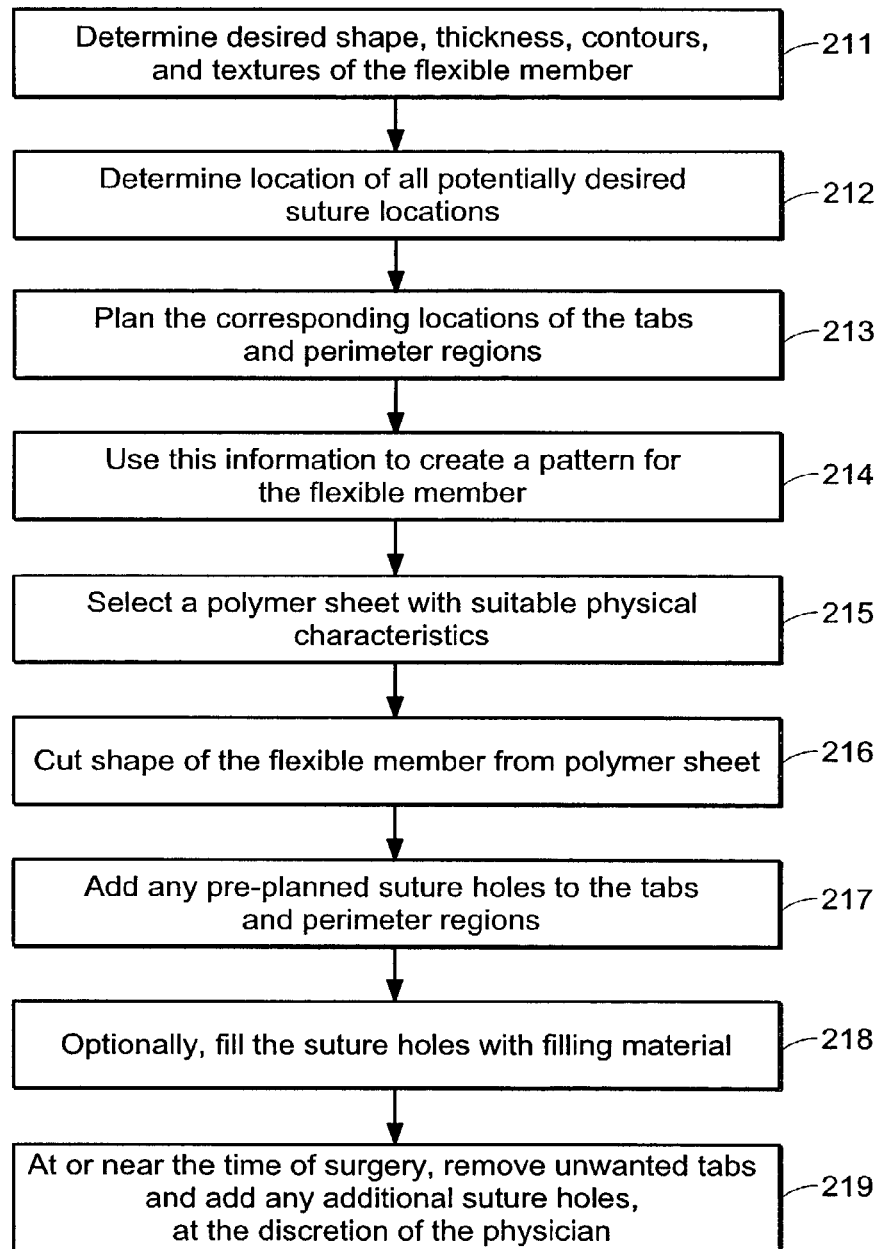 Determine desired shape, thickness, contours,
and textures of the flexible member
211
Determine location of all potentially desired
suture locations
212
Plan the corresponding locations of the tabs
and perimeter regions
213
Use this information to create a pattern for
the flexible member
214
Select a polymer sheet with suitable physical
characteristics
215
Cut shape of the flexible member from polymer sheet
216
Add any pre-planned suture holes to the tabs
and perimeter regions
217
Optionally, fill the suture holes with filling material
218
At or near the time of surgery, remove unwanted tabs
and add any additional suture holes,
at the discretion of the physician
219